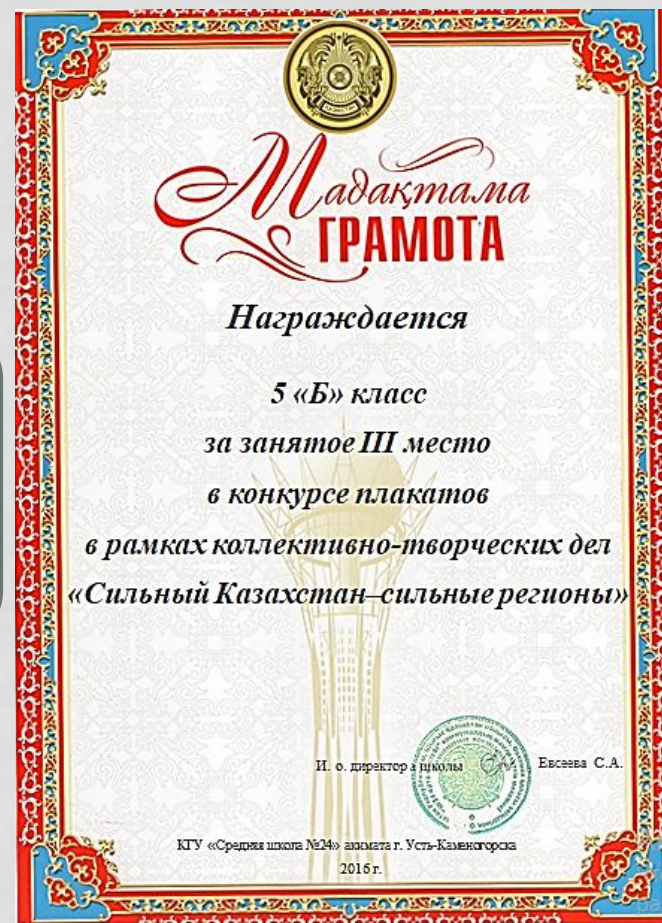 Мадақтама
ГРАМОТА
Награждается
5 «Б» класс
за занятое III место
в конкурсе плакатов
в рамках коллективно-творческих дел
«Сильный Казахстан–сильные регионы»
И. о. директора школы Евсеева С.А.
КГУ «Средняя школа №24» акимата г. Усть-Каменогорска
2016 г.